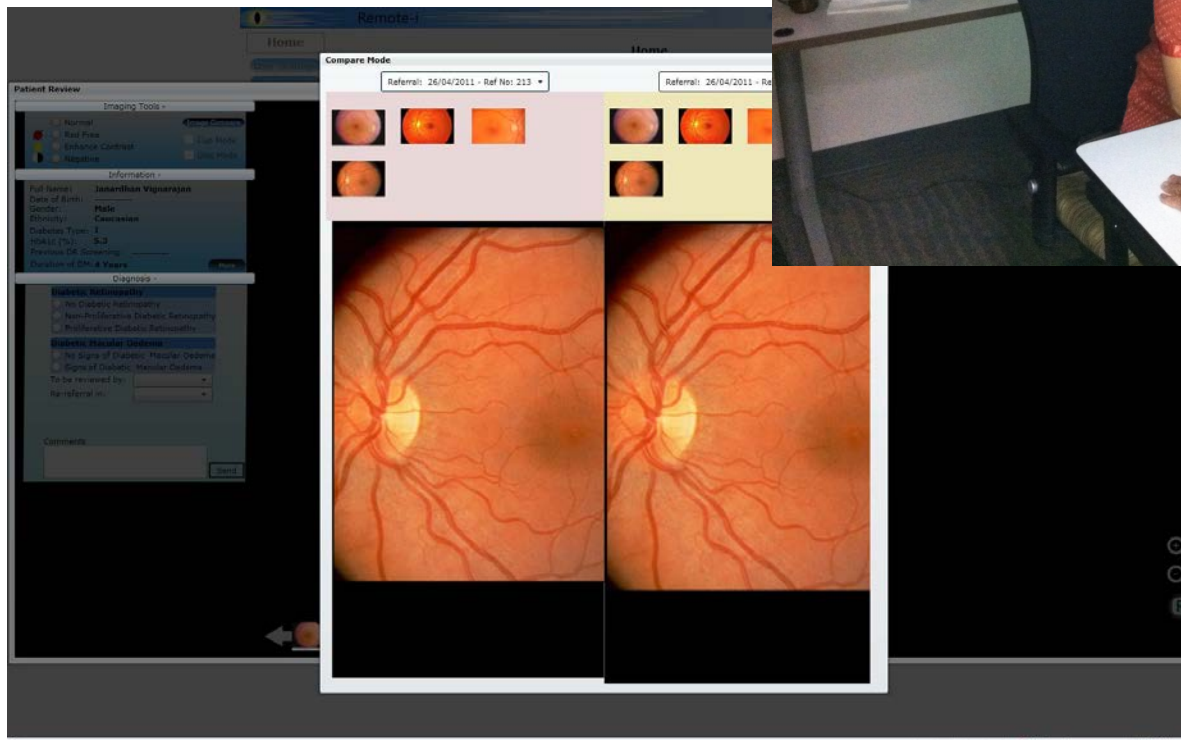 Remote-i
Home
Home
Compare Mode
Referral: 26/04/2011 - Ref No: 213
Referral: 26/04/2011 - Re
Patient Review
Imaging Tools -
Normal
Red Free
Enhance Contrast
Negative
Information -
Full Name: Janardhan Vignarajan
Date of Birth:
Gender: Male
Ethnicity: Caucasian
Diabetes Type: I
HbA1c (%): 5.3
Previous DR Screening:
Duration of DM: 4 Years
More
Diagnosis -
Diabetic Retinopathy
No Diabetic Retinopathy
Non-Proliferative Diabetic Retinopathy
Proliferative Diabetic Retinopathy
Diabetic Macular Oedema
No Signs of Diabetic Macular Oedema
Signs of Diabetic Macular Oedema
To be reviewed by:
Re-referral in:
Comments
Send